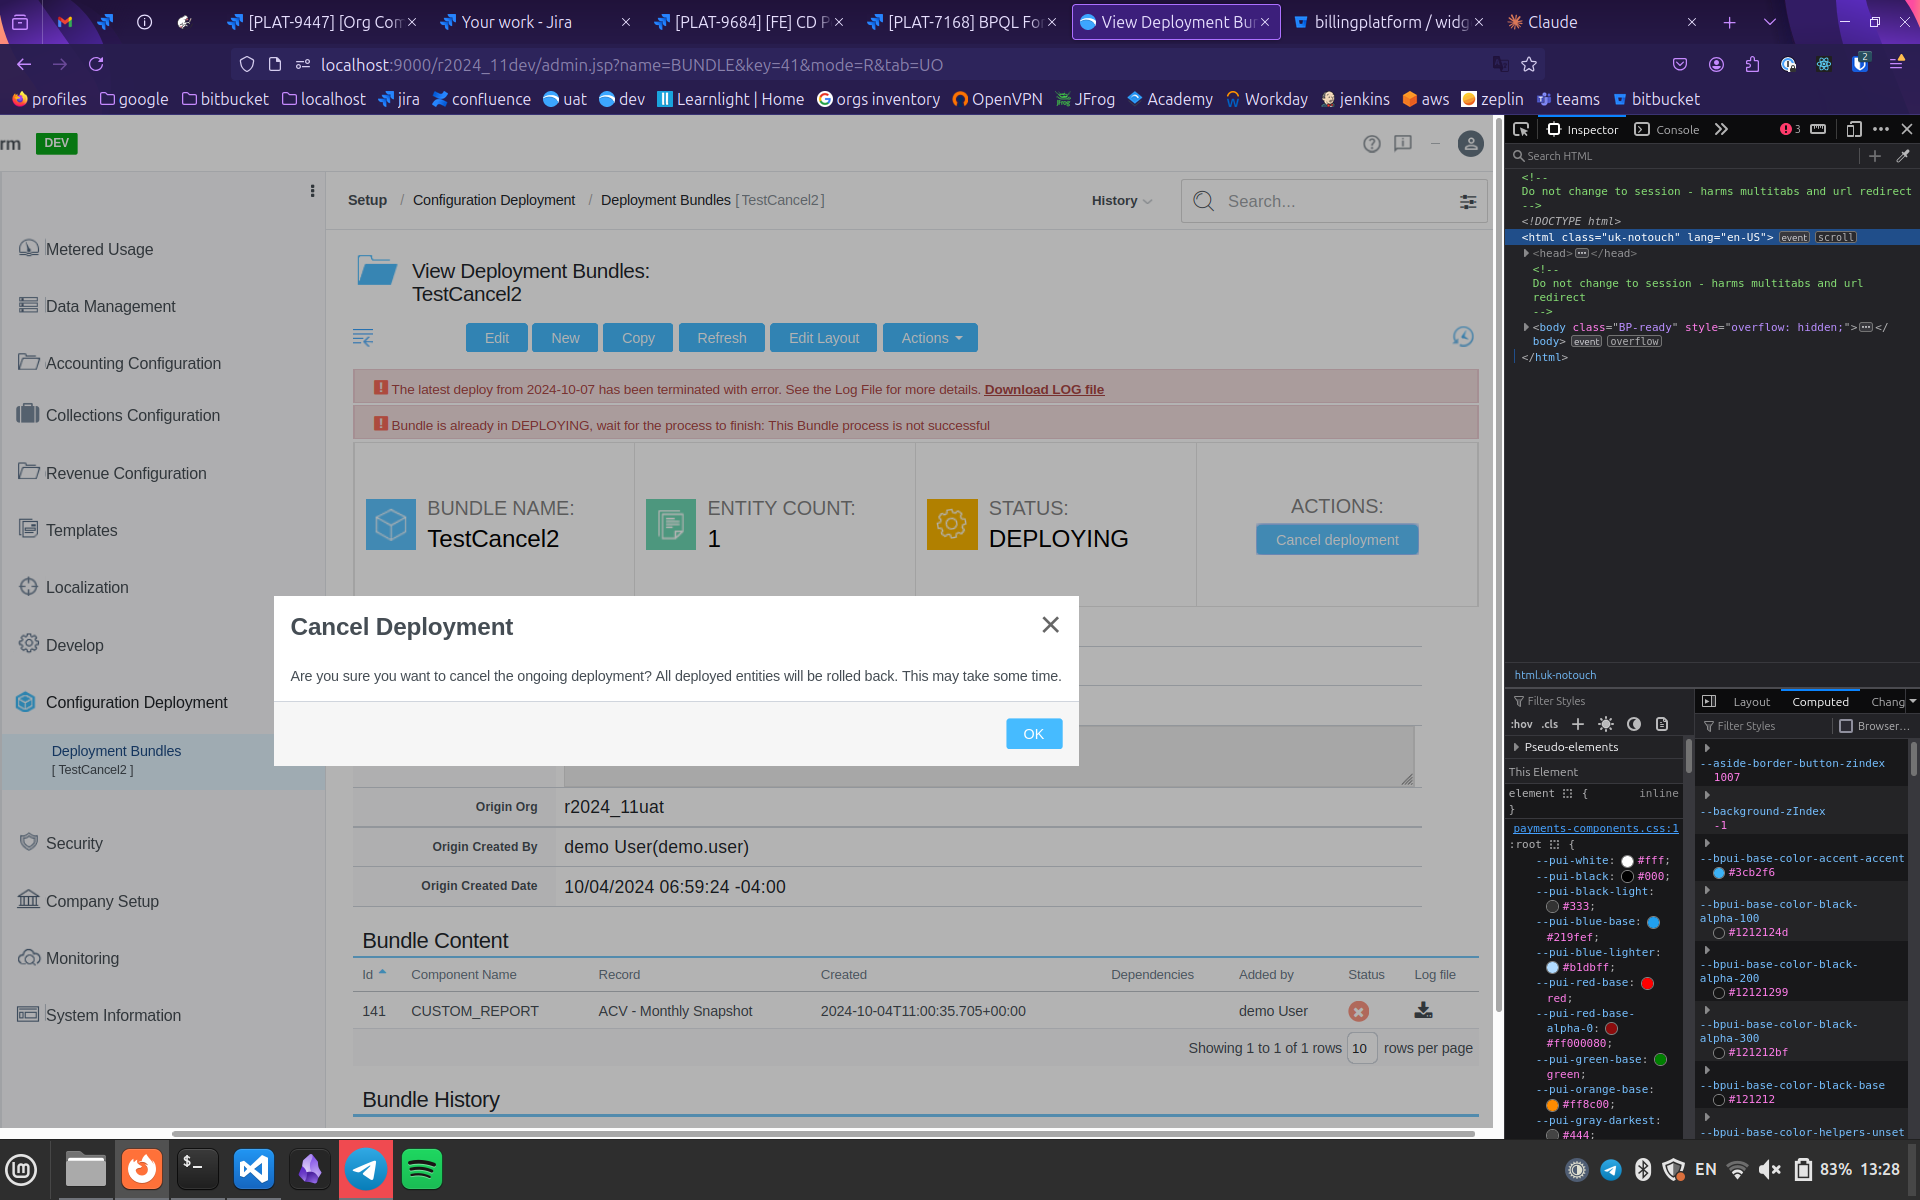 [PLAT-9447] [Org Com
Your work - Jira
[PLAT-9684] [FE] CD P
[PLAT-7168] BPQL For
View Deployment Bur
billingplatform / widg
Claude
localhost:9000/r2024_11dev/admin.jsp?name=BUNDLE&key=41&mode=R&tab=UO
2
profiles
google
bitbucket
localhost
jira
confluence
uat
dev
Learnlight | Home
orgs inventory
OpenVPN
JFrog
Academy
Workday
jenkins
aws
zeplin
teams
bitbucket
rm
DEV
Metered Usage
Data Management
Accounting Configuration
Collections Configuration
Revenue Configuration
Templates
Localization
Develop
Configuration Deployment
Deployment Bundles
[ TestCancel2 ]
Security
Company Setup
Monitoring
System Information
Setup / Configuration Deployment / Deployment Bundles [ TestCancel2 ]
History
Search...
View Deployment Bundles:
TestCancel2
Edit
New
Copy
Refresh
Edit Layout
Actions
The latest deploy from 2024-10-07 has been terminated with error. See the Log File for more details. Download LOG file
Bundle is already in DEPLOYING, wait for the process to finish: This Bundle process is not successful
BUNDLE NAME:
TestCancel2
ENTITY COUNT:
1
STATUS:
DEPLOYING
ACTIONS:
Cancel deployment
Cancel Deployment
Are you sure you want to cancel the ongoing deployment? All deployed entities will be rolled back. This may take some time.
OK
Origin Org r2024_11uat
Origin Created By demo User(demo.user)
Origin Created Date 10/04/2024 06:59:24 -04:00
Bundle Content
Id Component Name Record Created Dependencies Added by Status Log file
141 CUSTOM_REPORT ACV - Monthly Snapshot 2024-10-04T11:00:35.705+00:00 demo User
Showing 1 to 1 of 1 rows 10 rows per page
Bundle History
Inspector
Console
3
Search HTML
<!--
Do not change to session - harms multitabs and url redirect
-->
<!DOCTYPE html>
<html class="uk-notouch" lang="en-US"> event scroll
<head>⋯</head>
<!--
Do not change to session - harms multitabs and url
redirect
-->
<body class="BP-ready" style="overflow: hidden;">⋯</
body> event overflow
</html>
html.uk-notouch
Filter Styles
:hov .cls
Pseudo-elements
This Element
element { inline
}
payments-components.css:1
:root {
--pui-white: #fff;
--pui-black: #000;
--pui-black-light:
#333;
--pui-blue-base:
#219fef;
--pui-blue-lighter:
#b1dbff;
--pui-red-base:
red;
--pui-red-base-
alpha-0:
#ff000080;
--pui-green-base:
green;
--pui-orange-base:
#ff8c00;
--pui-gray-darkest:
#444;
Layout
Computed
Chang
Filter Styles
Browser...
--aside-border-button-zindex
1007
--background-zIndex
-1
--bpui-base-color-accent-accent
#3cb2f6
--bpui-base-color-black-
alpha-100
#1212124d
--bpui-base-color-black-
alpha-200
#12121299
--bpui-base-color-black-
alpha-300
#121212bf
--bpui-base-color-black-base
#121212
--bpui-base-color-helpers-unset
EN
83%
13:28